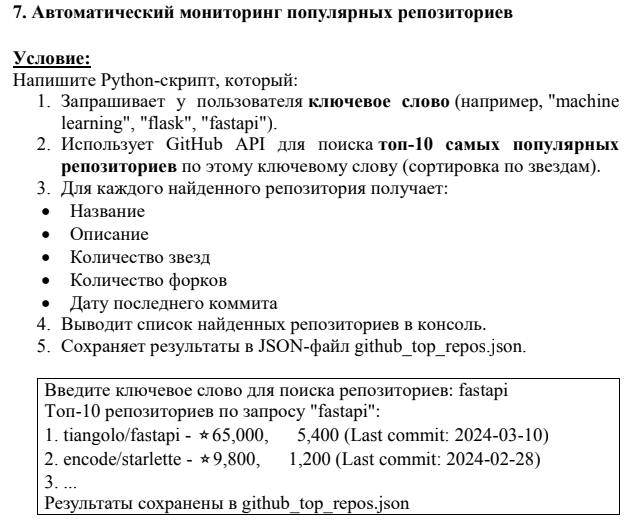 7. Автоматический мониторинг популярных репозиториев
Условие:
Напишите Python-скрипт, который:
1. Запрашивает у пользователя ключевое слово (например, "machine
learning", "flask", "fastapi").
2. Использует GitHub API для поиска топ-10 самых популярных
репозиториев по этому ключевому слову (сортировка по звездам).
3. Для каждого найденного репозитория получает:
• Название
• Описание
• Количество звезд
• Количество форков
• Дату последнего коммита
4. Выводит список найденных репозиториев в консоль.
5. Сохраняет результаты в JSON-файл github_top_repos.json.
Введите ключевое слово для поиска репозиториев: fastapi
Топ-10 репозиториев по запросу "fastapi":
1. tiangolo/fastapi - ⭐65,000, 5,400 (Last commit: 2024-03-10)
2. encode/starlette - ⭐9,800, 1,200 (Last commit: 2024-02-28)
3. ...
Результаты сохранены в github_top_repos.json